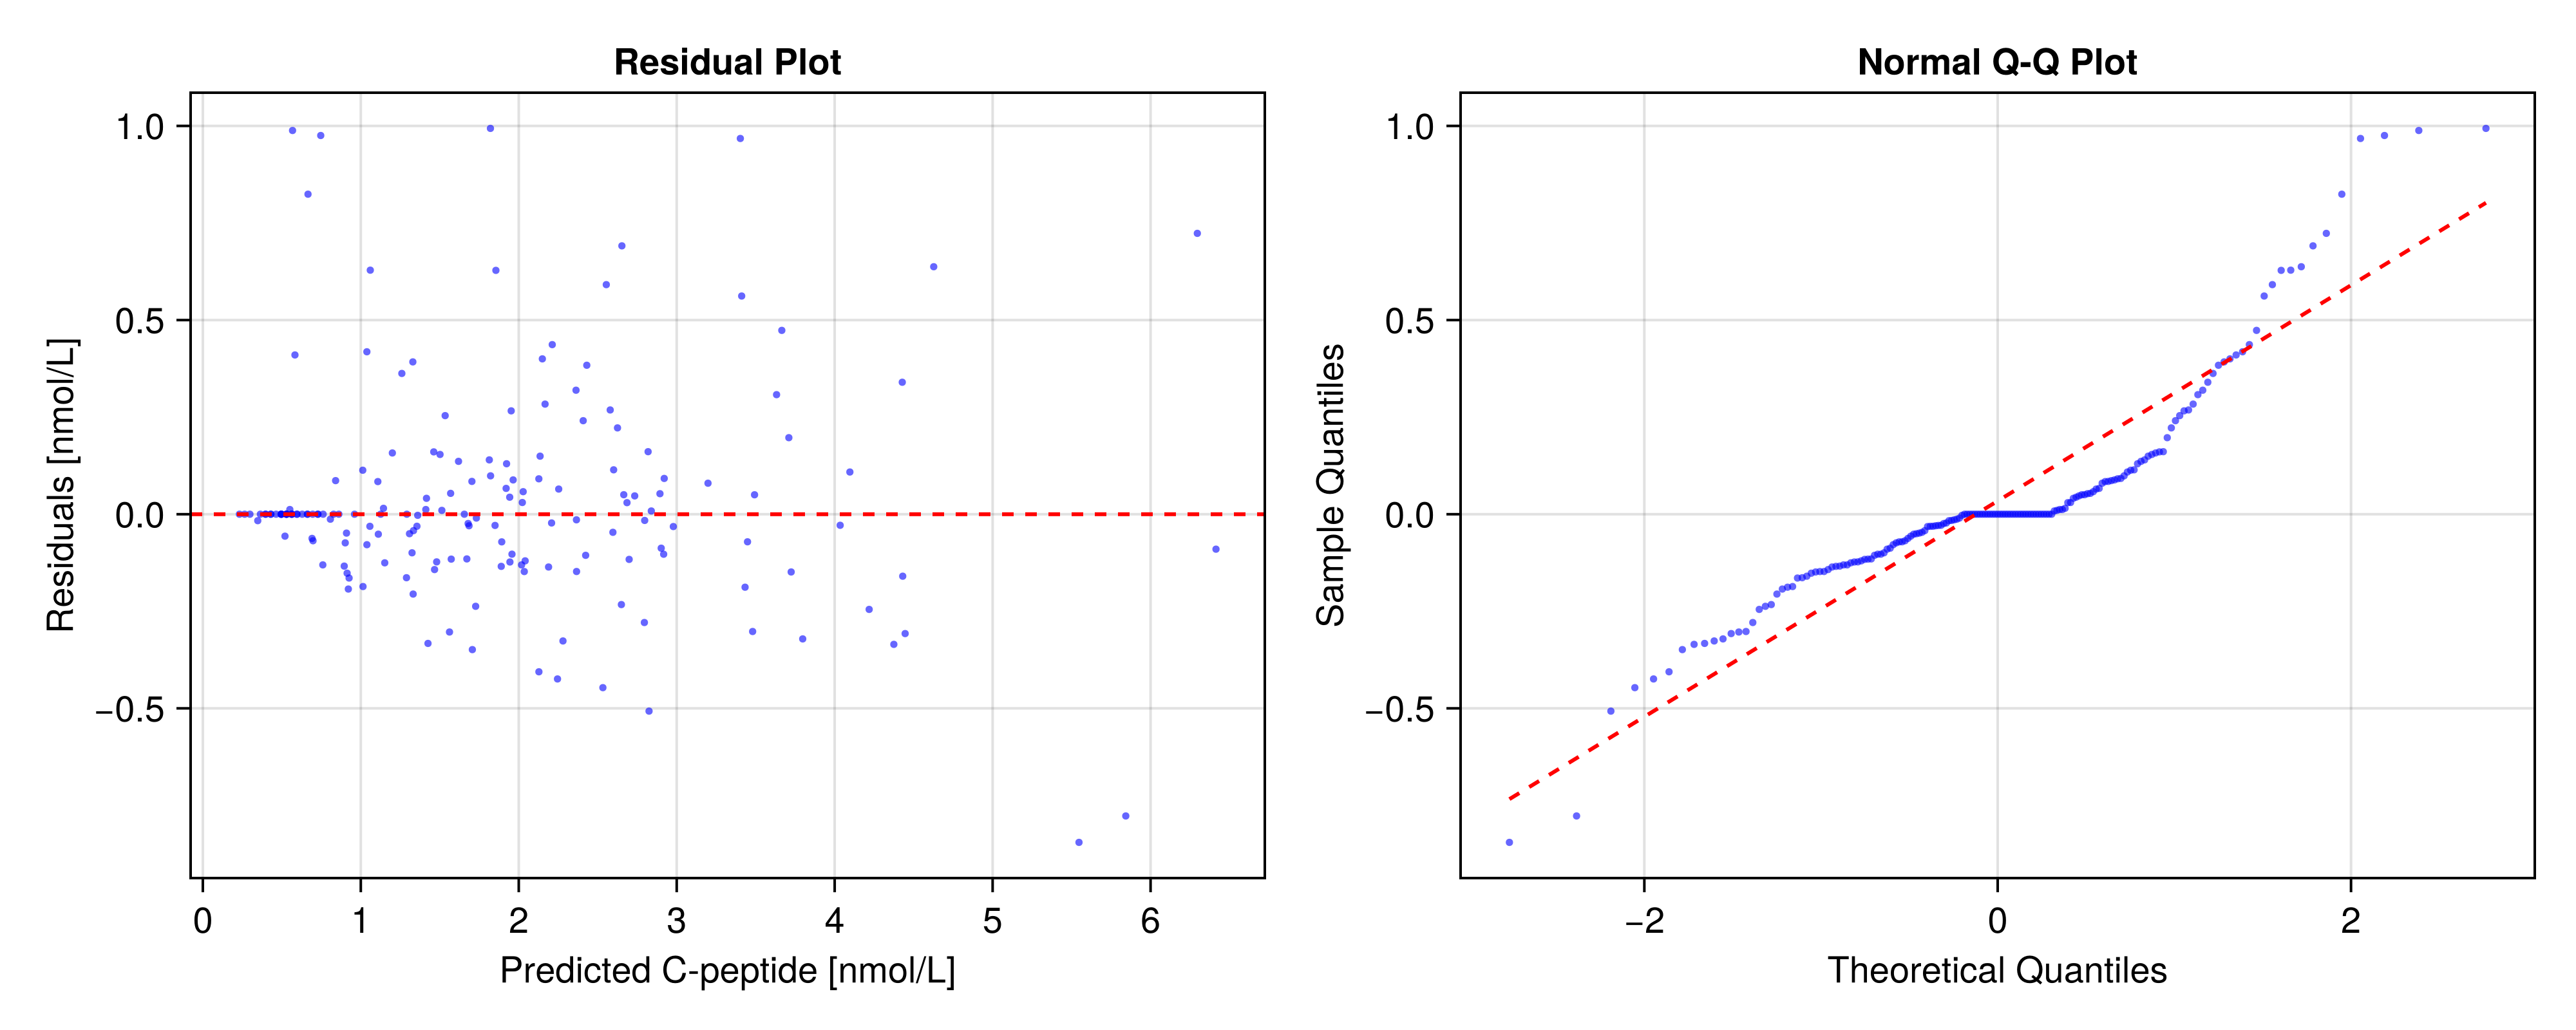 Residual Plot
1.0
0.5
0.0
−0.5
Residuals [nmol/L]
0 1 2 3 4 5 6
Predicted C-peptide [nmol/L]
Normal Q-Q Plot
1.0
0.5
0.0
−0.5
Sample Quantiles
−2 0 2
Theoretical Quantiles